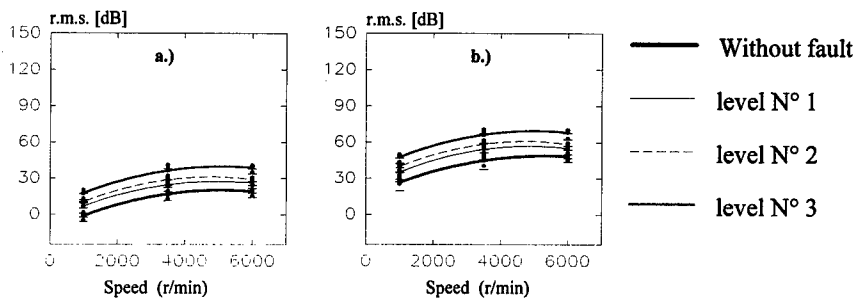 r.m.s. [dB]
150
120
90
60
30
0
a.)
0 2000 4000 6000
Speed (r/min)
r.m.s. [dB]
150
120
90
60
30
0
b.)
0 2000 4000 6000
Speed (r/min)
Without fault
level N° 1
level N° 2
level N° 3